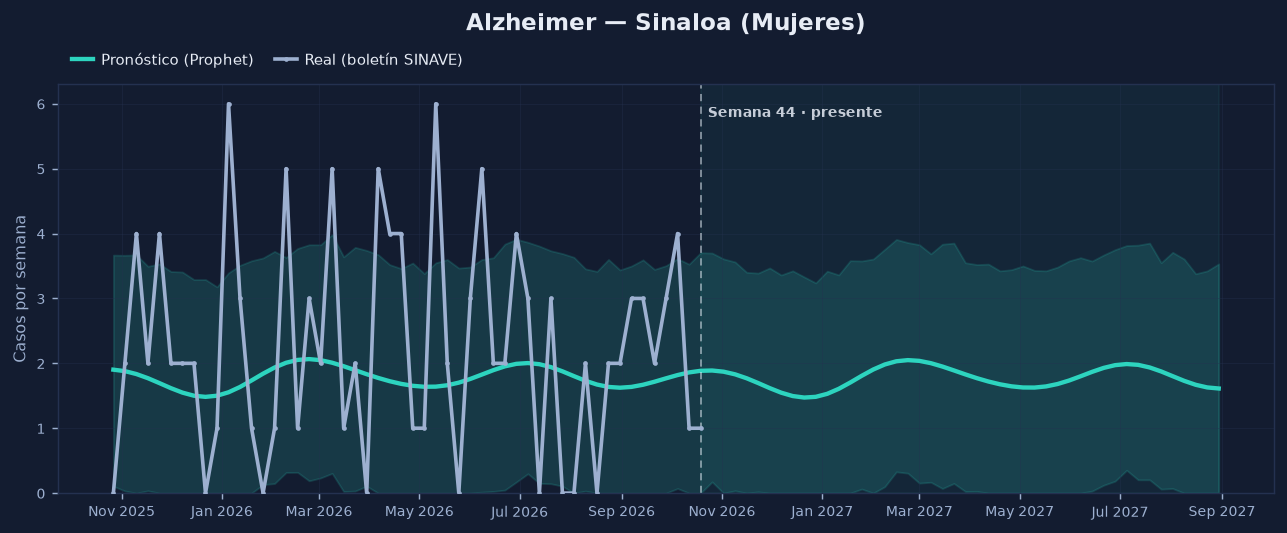 Alzheimer — Sinaloa (Mujeres)
Pronóstico (Prophet)
Real (boletín SINAVE)
Semana 44 · presente
Casos por semana
6
5
4
3
2
1
0
Nov 2025
Jan 2026
Mar 2026
May 2026
Jul 2026
Sep 2026
Nov 2026
Jan 2027
Mar 2027
May 2027
Jul 2027
Sep 2027